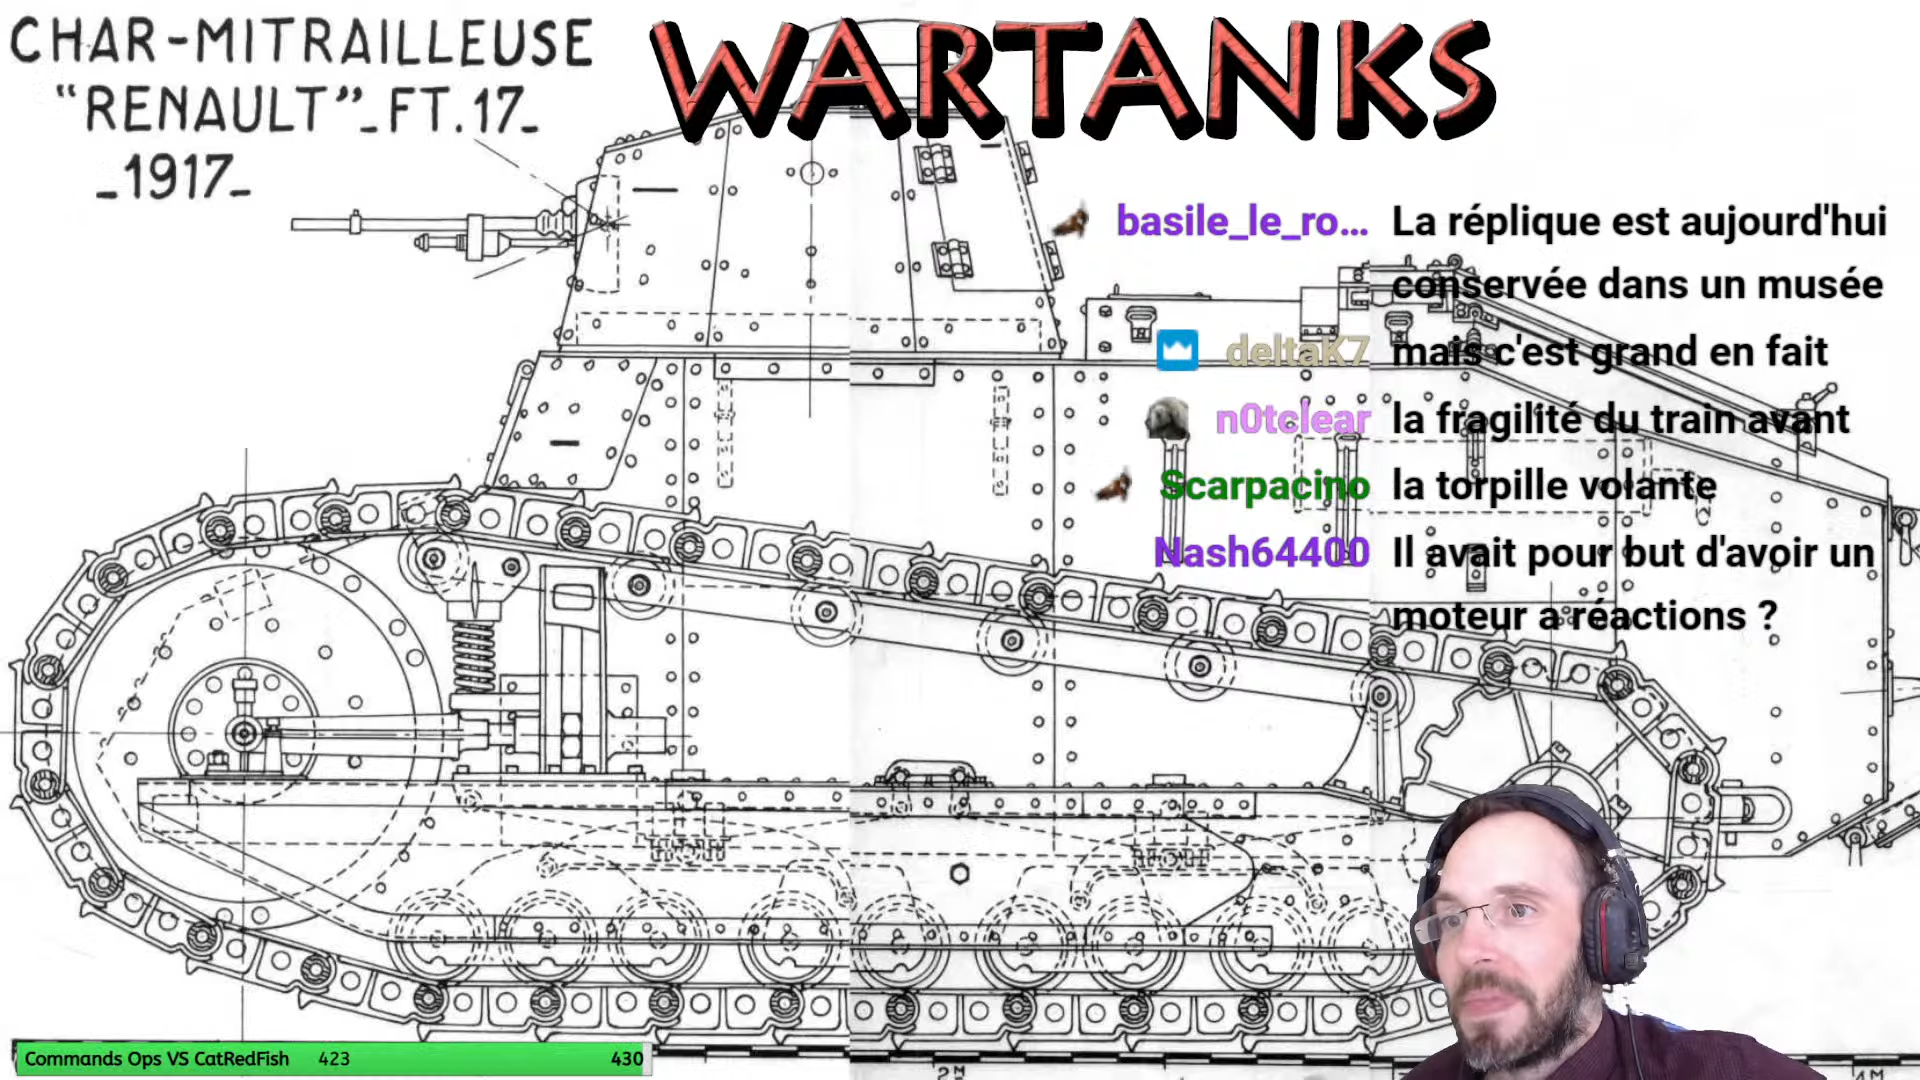 CHAR-MITRAILLEUSE
"RENAULT"_FT.17_
_1917_
WARTANKS
basile_le_ro... La réplique est aujourd'hui
conservée dans un musée
deltaK7 mais c'est grand en fait
n0tclear la fragilité du train avant
Scarpacino la torpille volante
Nash64400 Il avait pour but d'avoir un
moteur a réactions ?
Commands Ops VS CatRedFish 423 430
2M
4M